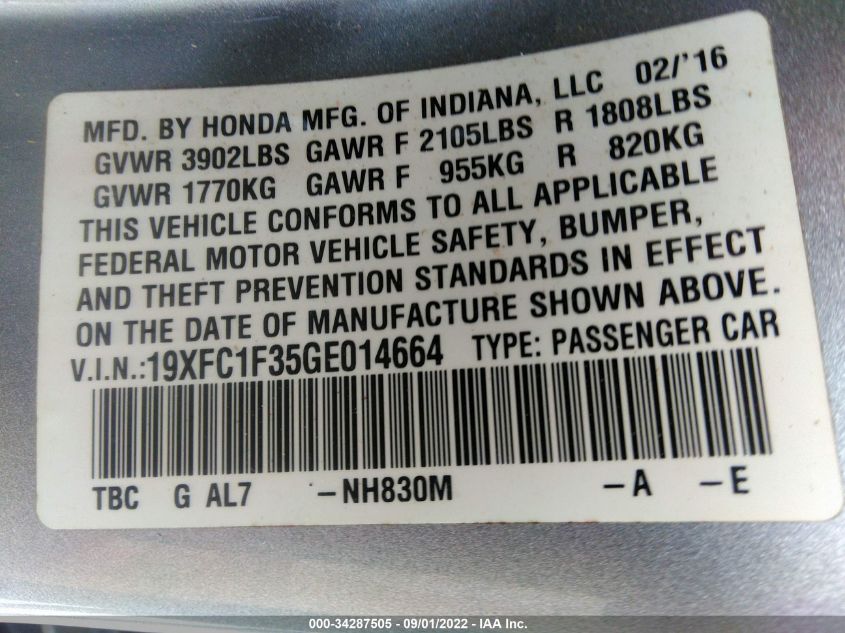 MFD. BY HONDA MFG. OF INDIANA, LLC 02/'16
GVWR 3902LBS GAWR F 2105LBS R 1808LBS
GVWR 1770KG GAWR F 955KG R 820KG
THIS VEHICLE CONFORMS TO ALL APPLICABLE
FEDERAL MOTOR VEHICLE SAFETY, BUMPER,
AND THEFT PREVENTION STANDARDS IN EFFECT
ON THE DATE OF MANUFACTURE SHOWN ABOVE.
V.I.N.:19XFC1F35GE014664 TYPE: PASSENGER CAR
TBC G AL7 -NH830M -A -E
000-34287505 - 09/01/2022 - IAA Inc.